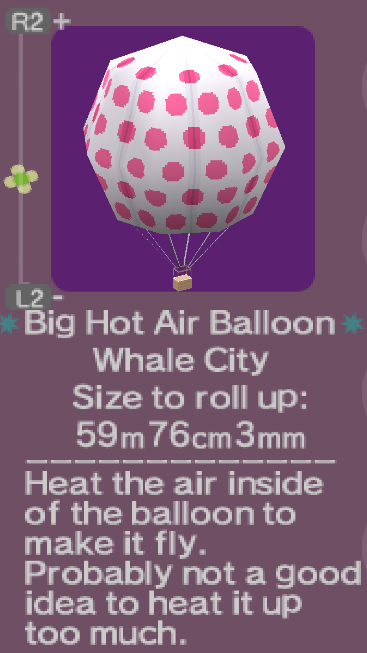 R2 +
L2 -
Big Hot Air Balloon
Whale City
Size to roll up:
59m76cm3mm
Heat the air inside
of the balloon to
make it fly.
Probably not a good
idea to heat it up
too much.